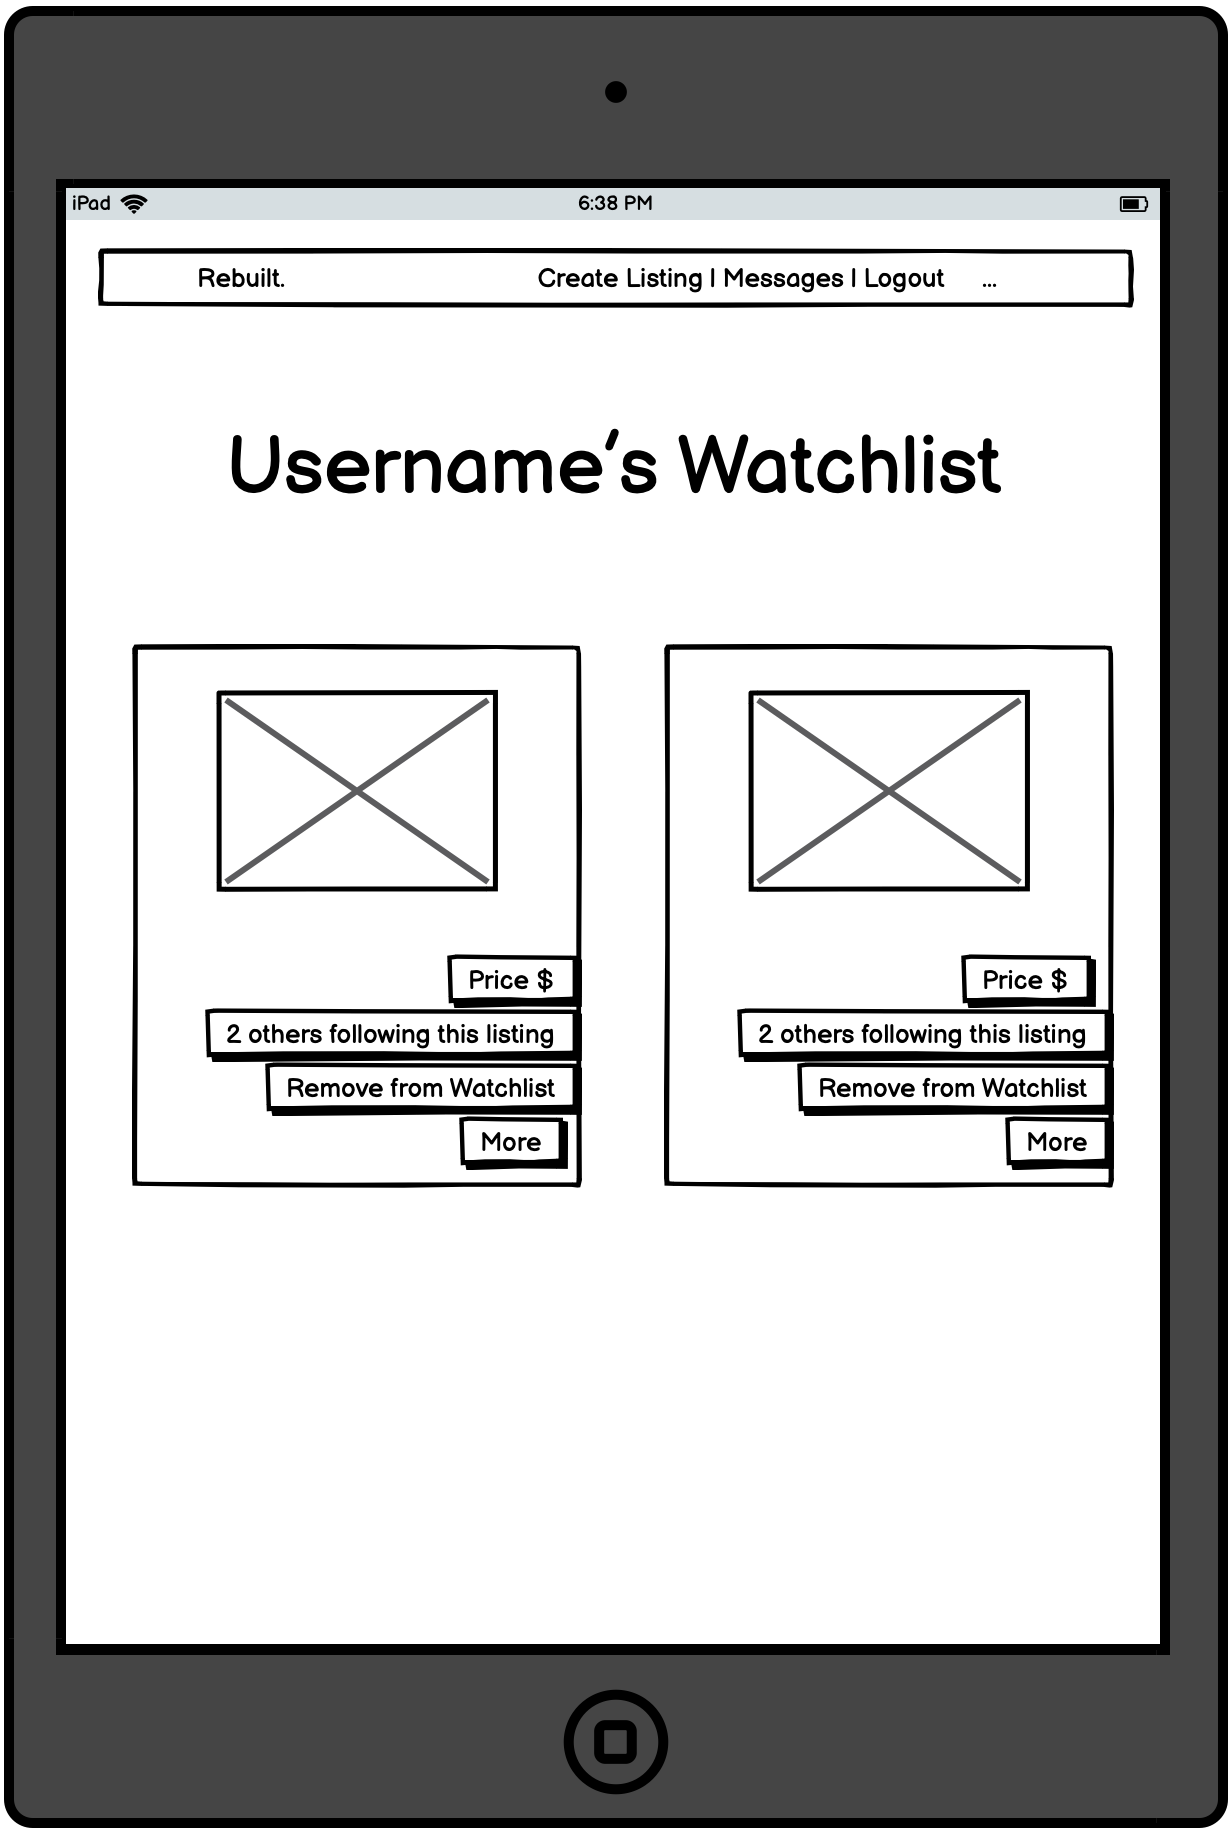 iPad 6:38 PM
Rebuilt. Create Listing | Messages | Logout ...
Username's Watchlist
Price $
2 others following this listing
Remove from Watchlist
More
Price $
2 others following this listing
Remove from Watchlist
More